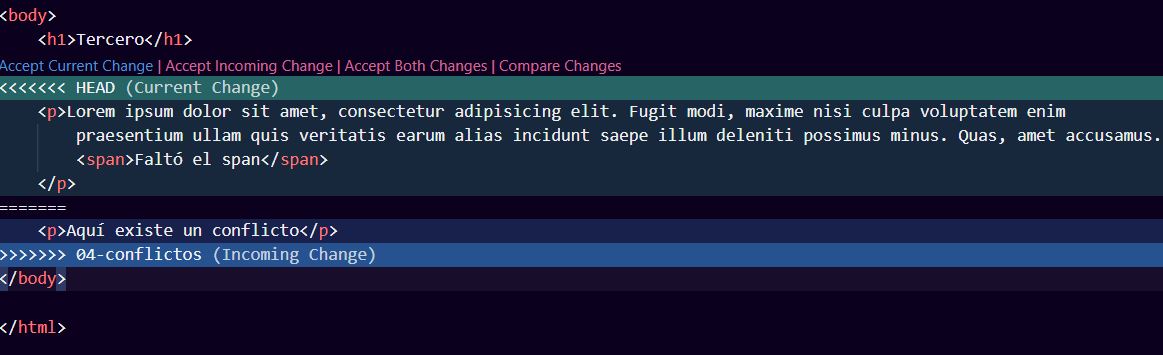 <body>
<h1>Tercero</h1>
Accept Current Change | Accept Incoming Change | Accept Both Changes | Compare Changes
<<<<<<< HEAD (Current Change)
<p>Lorem ipsum dolor sit amet, consectetur adipisicing elit. Fugit modi, maxime nisi culpa voluptatem enim
praesentium ullam quis veritatis earum alias incidunt saepe illum deleniti possimus minus. Quas, amet accusamus.
<span>Faltó el span</span>
</p>
=======
<p>Aquí existe un conflicto</p>
>>>>>>> 04-conflictos (Incoming Change)
</body>
</html>